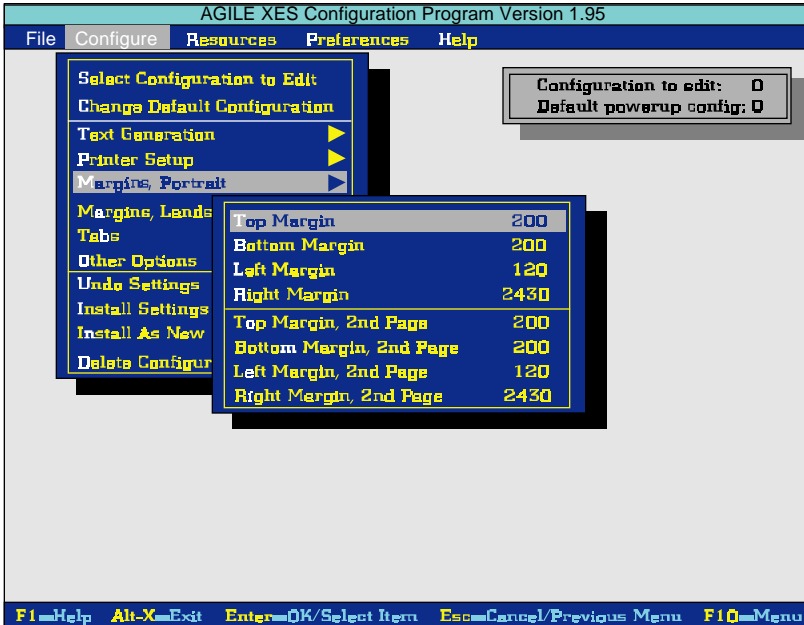 AGILE XES Configuration Program Version 1.95
File Configure Resources Preferences Help
Configuration to edit: 0
Default powerup config: 0
Select Configuration to Edit
Change Default Configuration
Text Generation
Printer Setup
Margins, Portrait
Margins, Lands
Tabs
Other Options
Undo Settings
Install Settings
Install As New
Delete Configur
Top Margin 200
Bottom Margin 200
Left Margin 120
Right Margin 2430
Top Margin, 2nd Page 200
Bottom Margin, 2nd Page 200
Left Margin, 2nd Page 120
Right Margin, 2nd Page 2430
F1=Help Alt-X=Exit Enter=OK/Select Item Esc=Cancel/Previous Menu F10=Menu